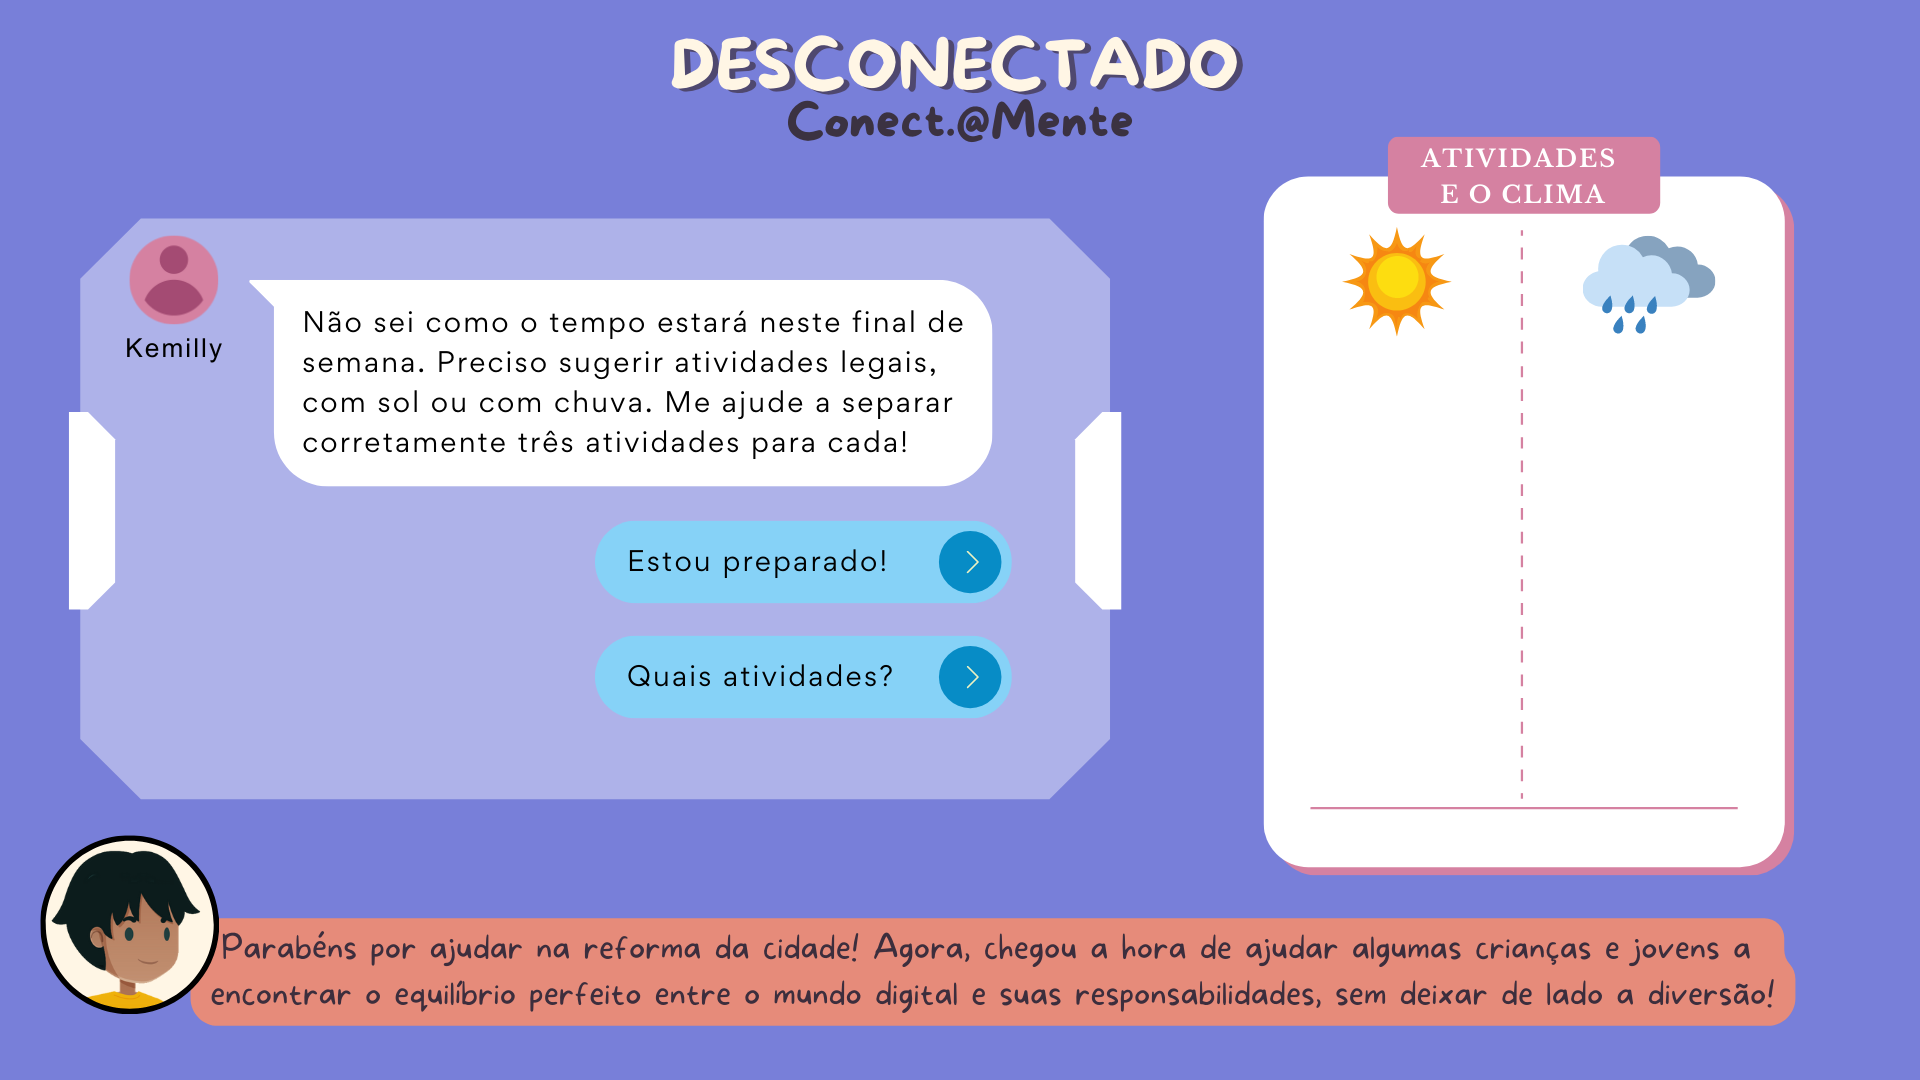 DESCONECTADO
Conect.@Mente
ATIVIDADES
E O CLIMA
Kemilly
Não sei como o tempo estará neste final de
semana. Preciso sugerir atividades legais,
com sol ou com chuva. Me ajude a separar
corretamente três atividades para cada!
Estou preparado!
Quais atividades?
Parabéns por ajudar na reforma da cidade! Agora, chegou a hora de ajudar algumas crianças e jovens a
encontrar o equilíbrio perfeito entre o mundo digital e suas responsabilidades, sem deixar de lado a diversão!